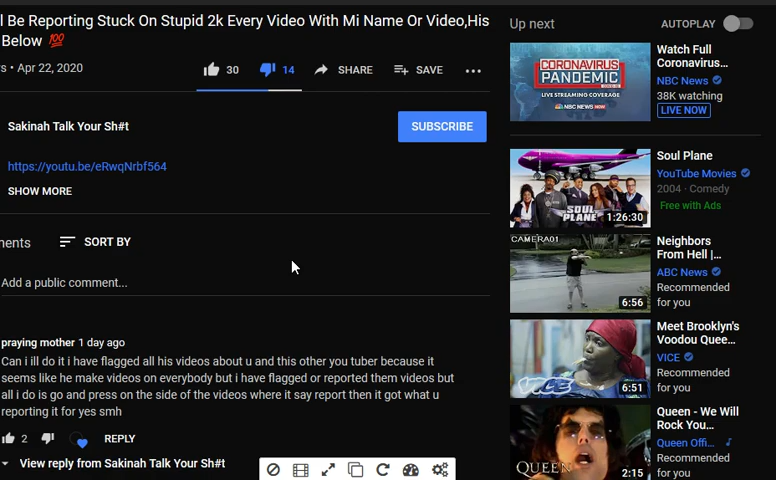 l Be Reporting Stuck On Stupid 2k Every Video With Mi Name Or Video,His
Below 💯
rs • Apr 22, 2020
30
14
SHARE
SAVE
Sakinah Talk Your Sh#t
SUBSCRIBE
https://youtu.be/eRwqNrbf564
SHOW MORE
nents
SORT BY
Add a public comment...
praying mother 1 day ago
Can i ill do it i have flagged all his videos about u and this other you tuber because it
seems like he make videos on everybody but i have flagged or reported them videos but
all i do is go and press on the side of the videos where it say report then it got what u
reporting it for yes smh
2
REPLY
View reply from Sakinah Talk Your Sh#t
Up next
AUTOPLAY
CORONAVIRUS
PANDEMIC
LIVE STREAMING COVERAGE
NBC NEWS NOW
Watch Full
Coronavirus...
NBC News
38K watching
LIVE NOW
SOUL
PLANE
1:26:30
Soul Plane
YouTube Movies
2004 · Comedy
Free with Ads
CAMERA01
6:56
Neighbors
From Hell |...
ABC News
Recommended
for you
VICE
6:51
Meet Brooklyn's
Voodou Quee...
VICE
Recommended
for you
QUEEN
2:15
Queen - We Will
Rock You...
Queen Offi...
Recommended
for you